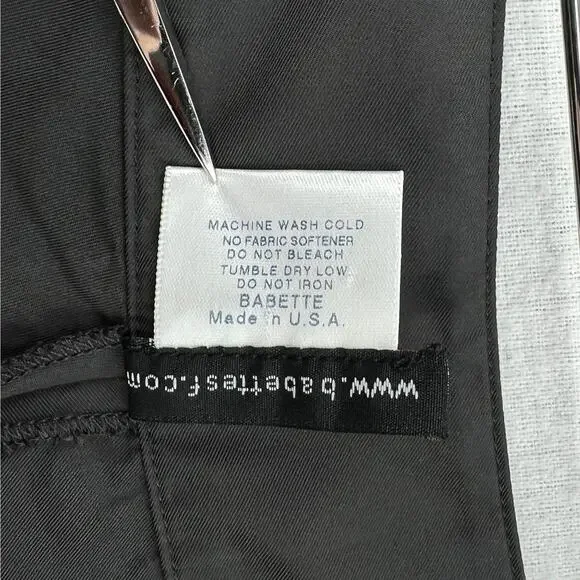 MACHINE WASH COLD
NO FABRIC SOFTENER
DO NOT BLEACH
TUMBLE DRY LOW
DO NOT IRON
BABETTE
Made in U.S.A.
www.babettesf.com